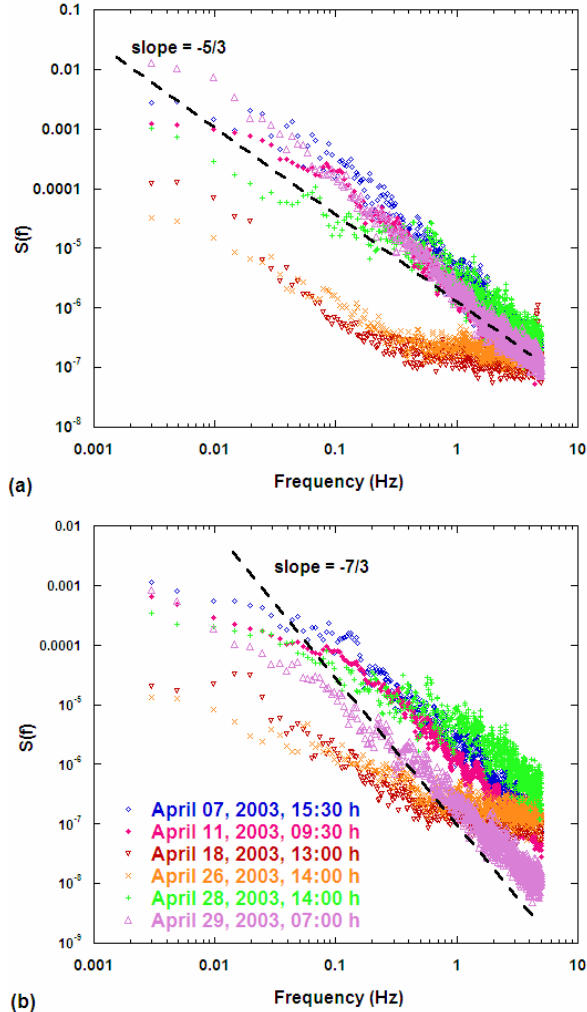 0.1
slope = -5/3
0.01
0.001
0.0001
10-5
10-6
10-7
10-8
S(f)
0.001 0.01 0.1 1 10
Frequency (Hz)
(a)
0.01
slope = -7/3
0.001
0.0001
10-5
10-6
10-7
10-8
10-9
S(f)
April 07, 2003, 15:30 h
April 11, 2003, 09:30 h
April 18, 2003, 13:00 h
April 26, 2003, 14:00 h
April 28, 2003, 14:00 h
April 29, 2003, 07:00 h
0.001 0.01 0.1 1 10
Frequency (Hz)
(b)